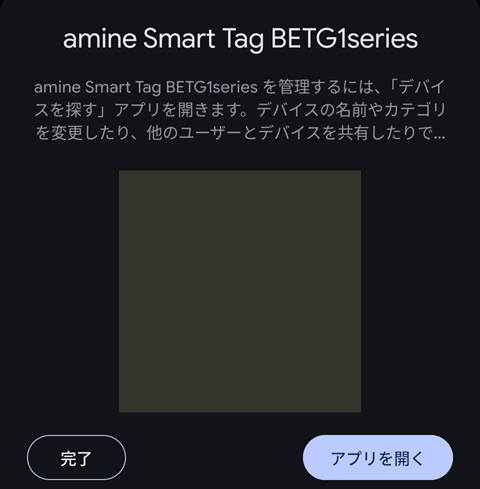 amine Smart Tag BETG1series
amine Smart Tag BETG1series を管理するには、「デバイ
スを探す」アプリを開きます。デバイスの名前やカテゴリ
を変更したり、他のユーザーとデバイスを共有したりで...
完了
アプリを開く